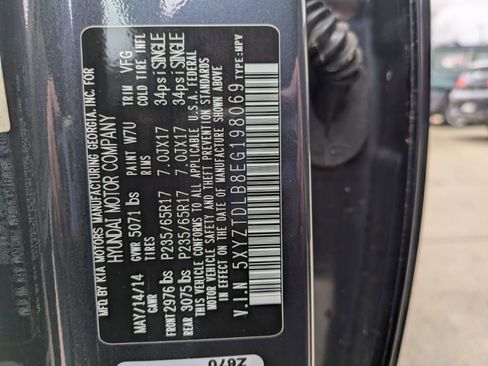 MFG.BY KIA MOTORS MANUFACTURING GEORGIA, INC. FOR
HYUNDAI MOTOR COMPANY
MAY/14/14 GWR 5071 lbs PAINT W7U TRIM VFG
GAWR TIRES RIMS COLD TIRE INFL
FRONT 2976 lbs P235/65R17 7.0JX17 34psi SINGLE
REAR 3075 lbs P235/65R17 7.0JX17 34psi SINGLE
THIS VEHICLE CONFORMS TO ALL APPLICABLE U.S.A. FEDERAL
MOTOR VEHICLE SAFETY AND THEFT PREVENTION STANDARDS
IN EFFECT ON THE DATE OF MANUFACTURE SHOWN ABOVE.
V.I.N 5XYZTDLB8EG198069 TYPE:MPV
2870